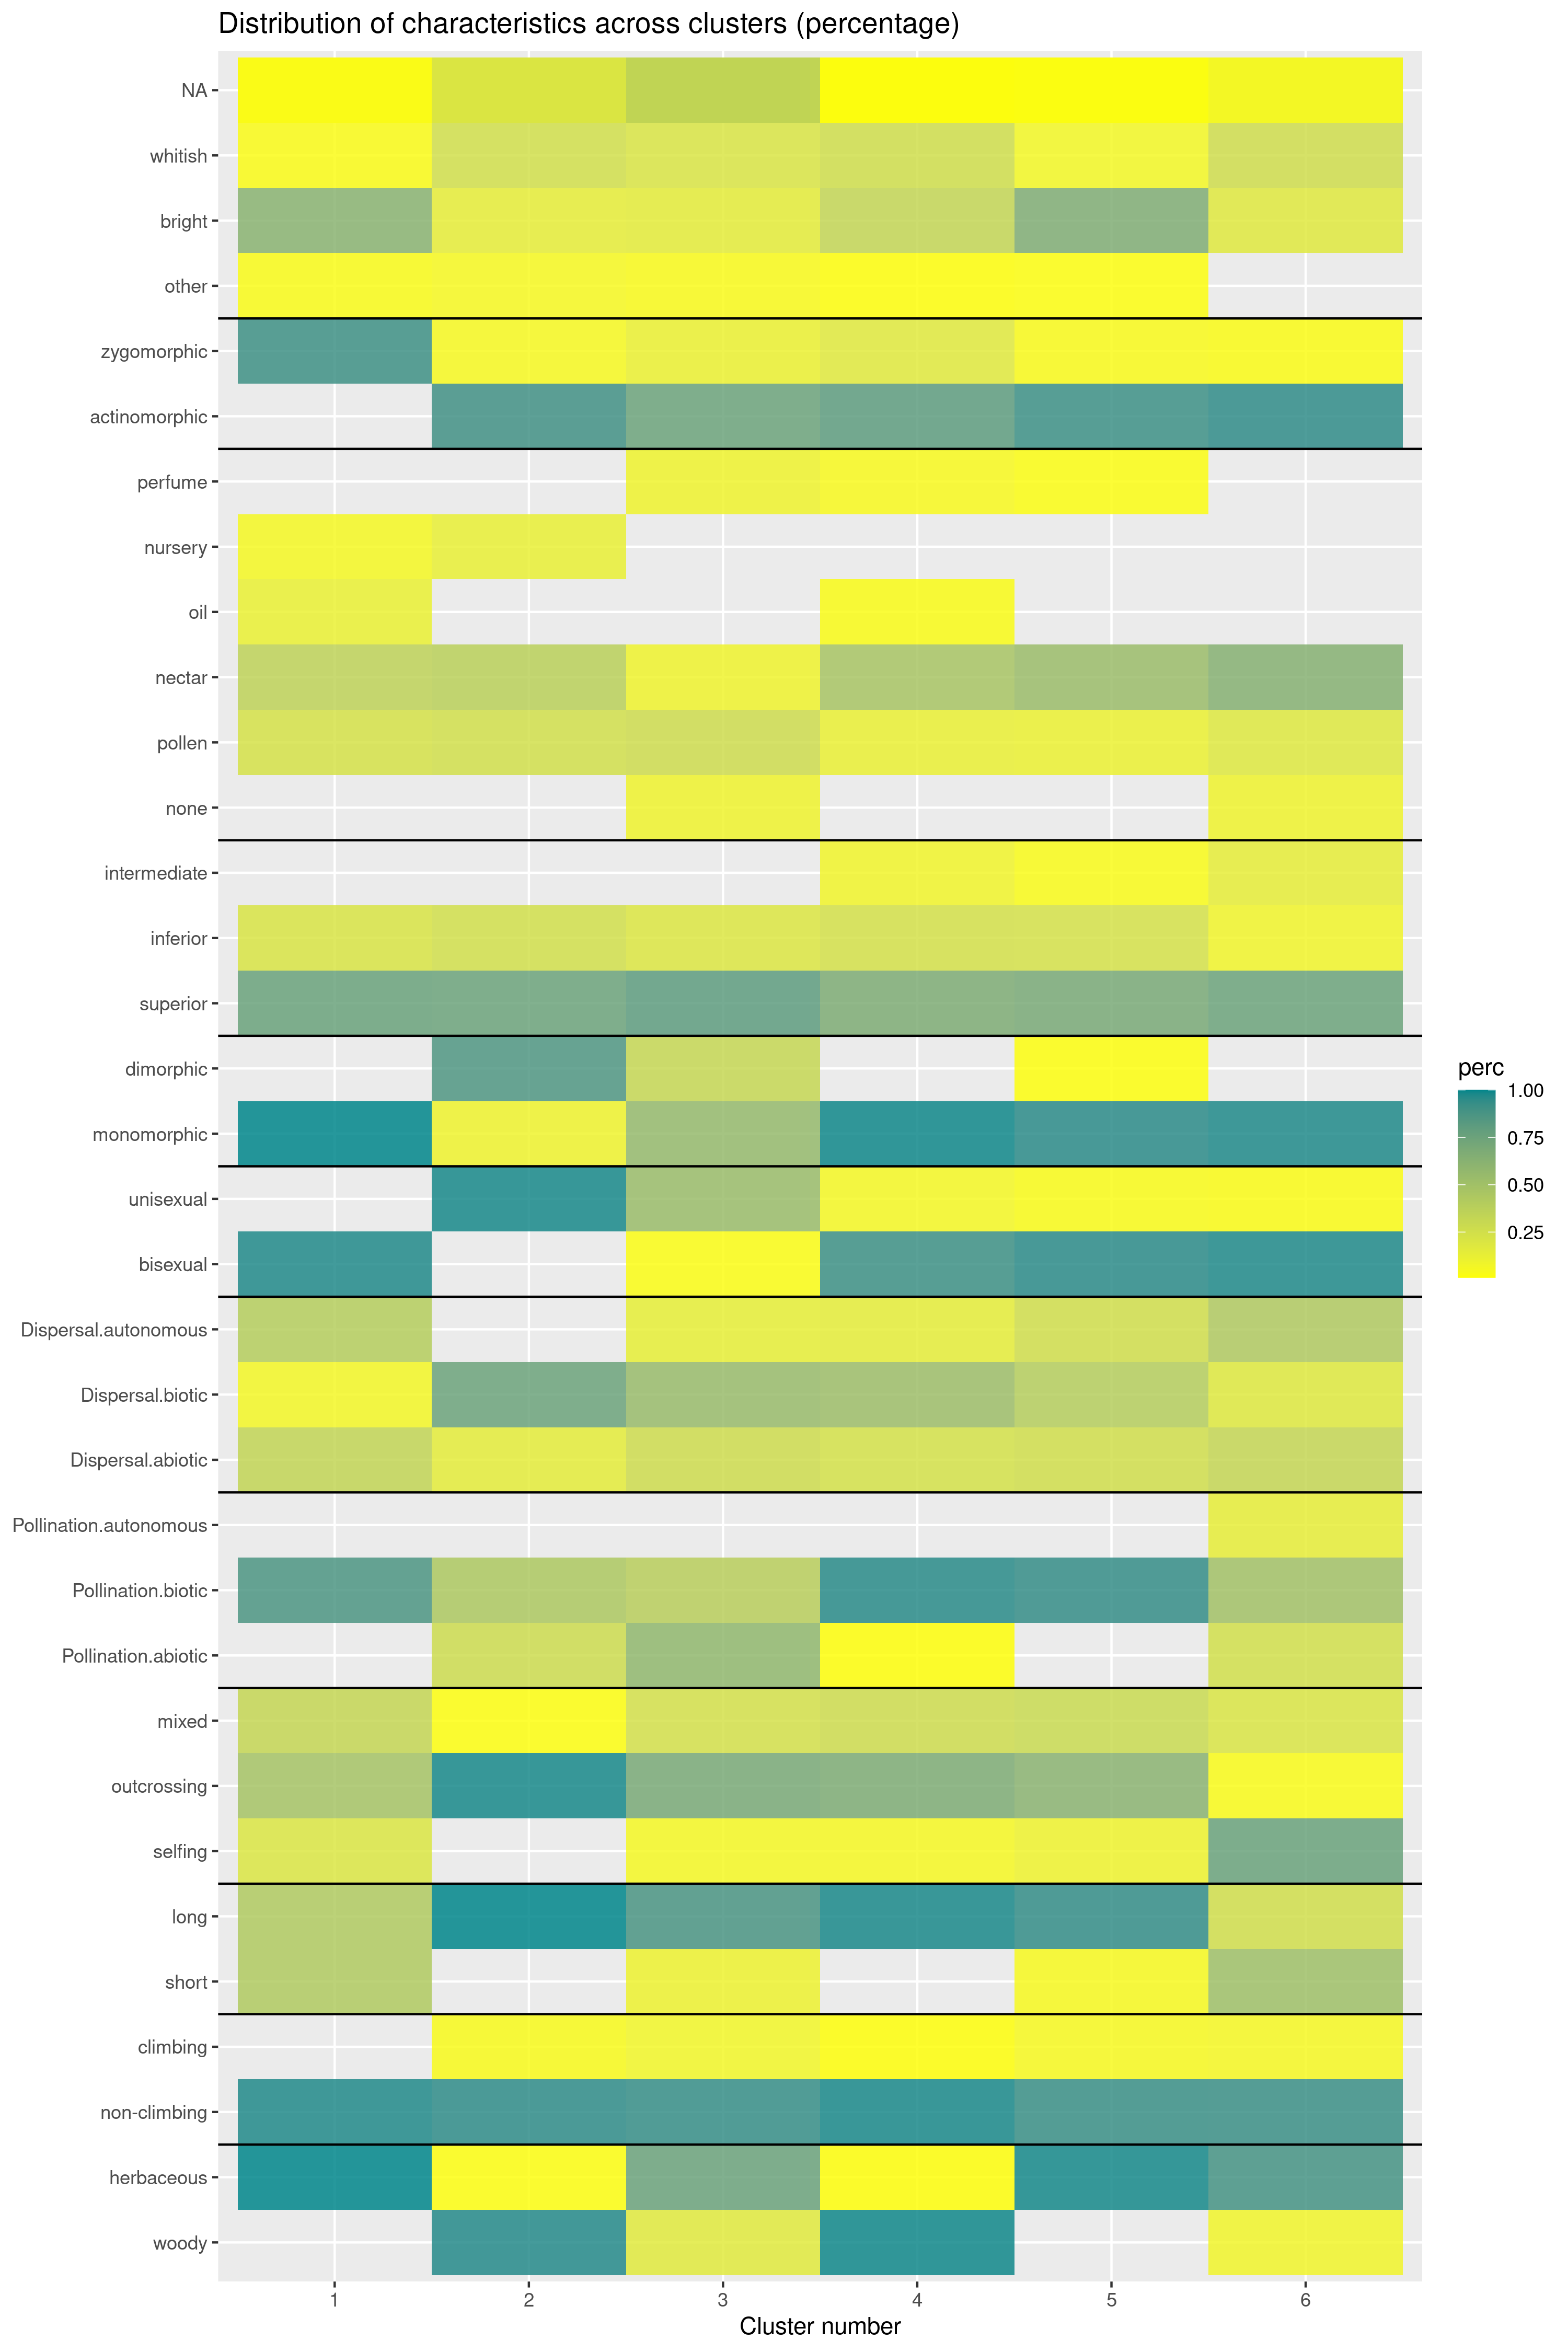 Distribution of characteristics across clusters (percentage)
NA
whitish
bright
other
zygomorphic
actinomorphic
perfume
nursery
oil
nectar
pollen
none
intermediate
inferior
superior
dimorphic
monomorphic
unisexual
bisexual
Dispersal.autonomous
Dispersal.biotic
Dispersal.abiotic
Pollination.autonomous
Pollination.biotic
Pollination.abiotic
mixed
outcrossing
selfing
long
short
climbing
non-climbing
herbaceous
woody
1 2 3 4 5 6
Cluster number
perc
1.00
0.75
0.50
0.25